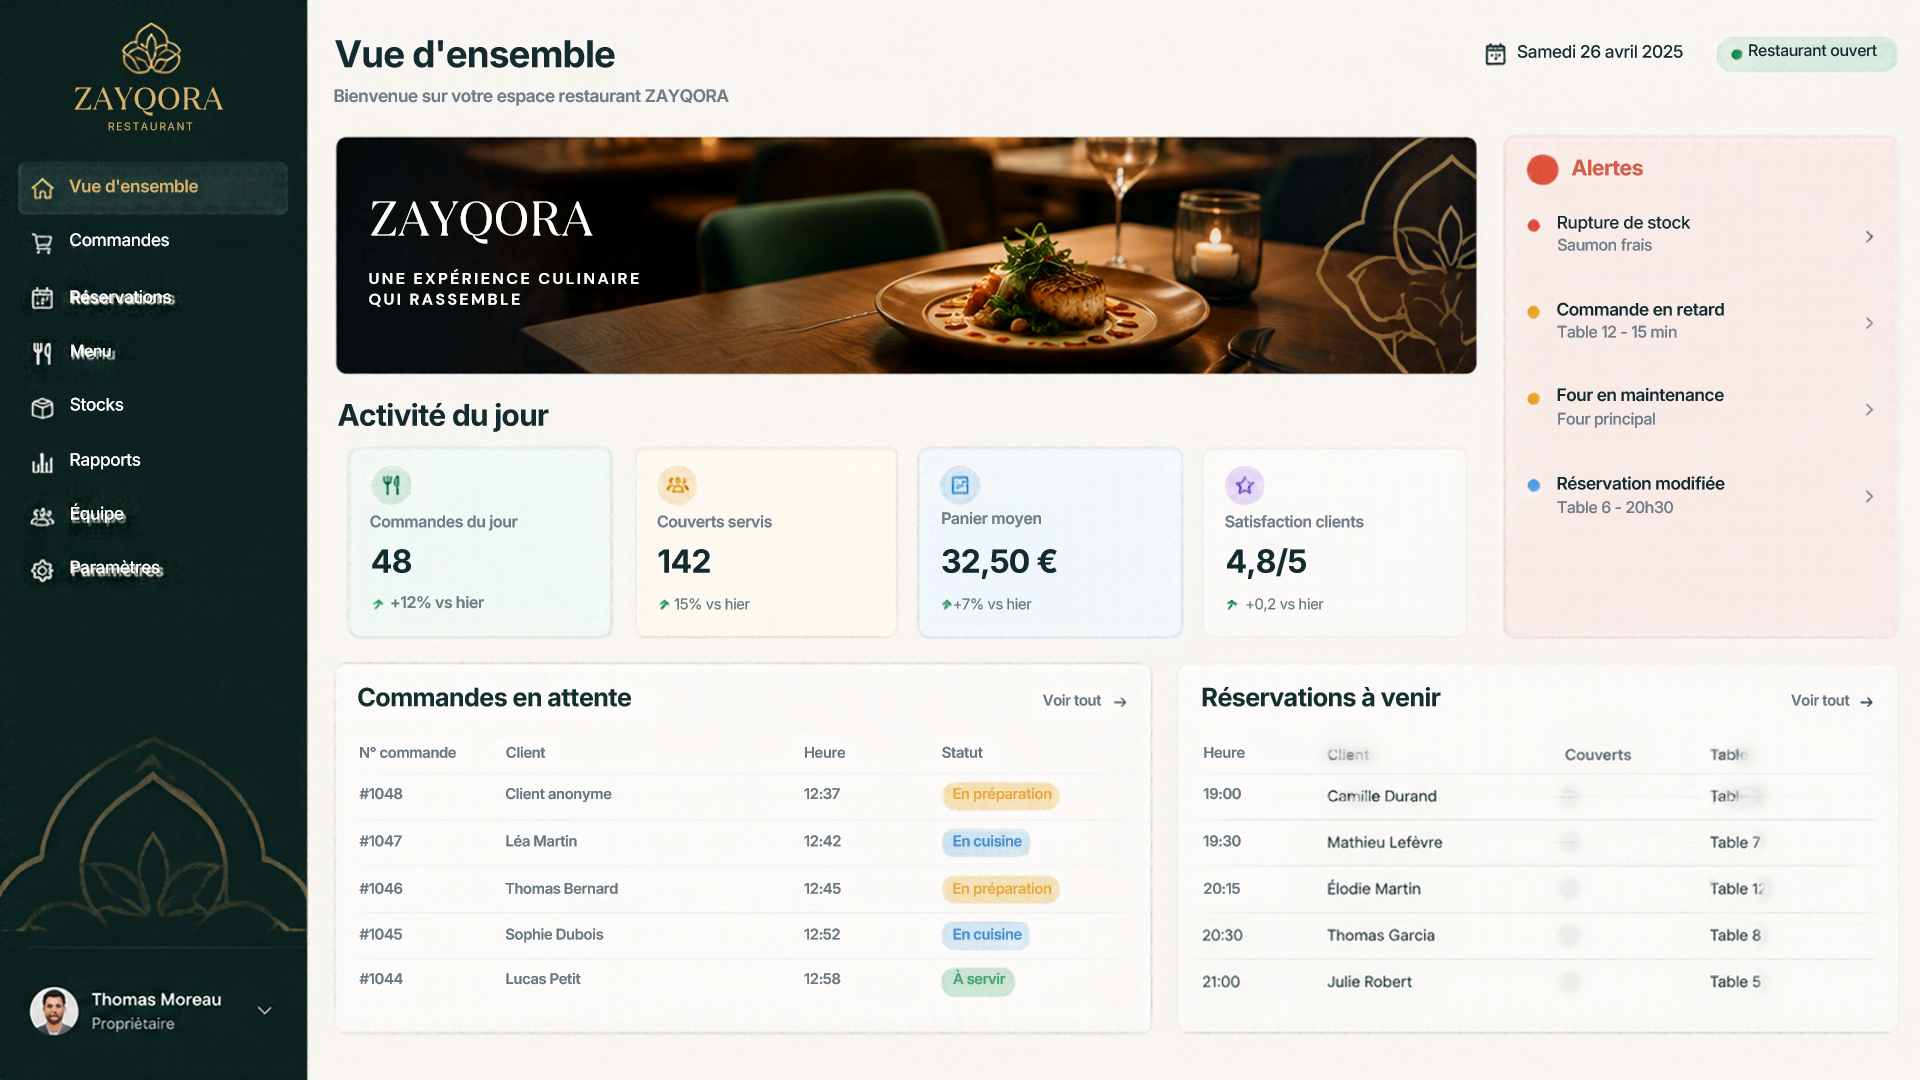 ZAYQORA
RESTAURANT
Vue d'ensemble
Commandes
Réservations
Menu
Stocks
Rapports
Équipe
Paramètres
Thomas Moreau
Propriétaire
Vue d'ensemble
Bienvenue sur votre espace restaurant ZAYQORA
Samedi 26 avril 2025
Restaurant ouvert
ZAYQORA
UNE EXPÉRIENCE CULINAIRE
QUI RASSEMBLE
Alertes
Rupture de stock
Saumon frais
Commande en retard
Table 12 - 15 min
Four en maintenance
Four principal
Réservation modifiée
Table 6 - 20h30
Activité du jour
Commandes du jour
48
+12% vs hier
Couverts servis
142
15% vs hier
Panier moyen
32,50 €
+7% vs hier
Satisfaction clients
4,8/5
+0,2 vs hier
Commandes en attente
Voir tout
N° commande Client Heure Statut
#1048 Client anonyme 12:37 En préparation
#1047 Léa Martin 12:42 En cuisine
#1046 Thomas Bernard 12:45 En préparation
#1045 Sophie Dubois 12:52 En cuisine
#1044 Lucas Petit 12:58 À servir
Réservations à venir
Voir tout
Heure Client Couverts Table
19:00 Camille Durand
19:30 Mathieu Lefèvre Table 7
20:15 Élodie Martin Table 12
20:30 Thomas Garcia Table 8
21:00 Julie Robert Table 5